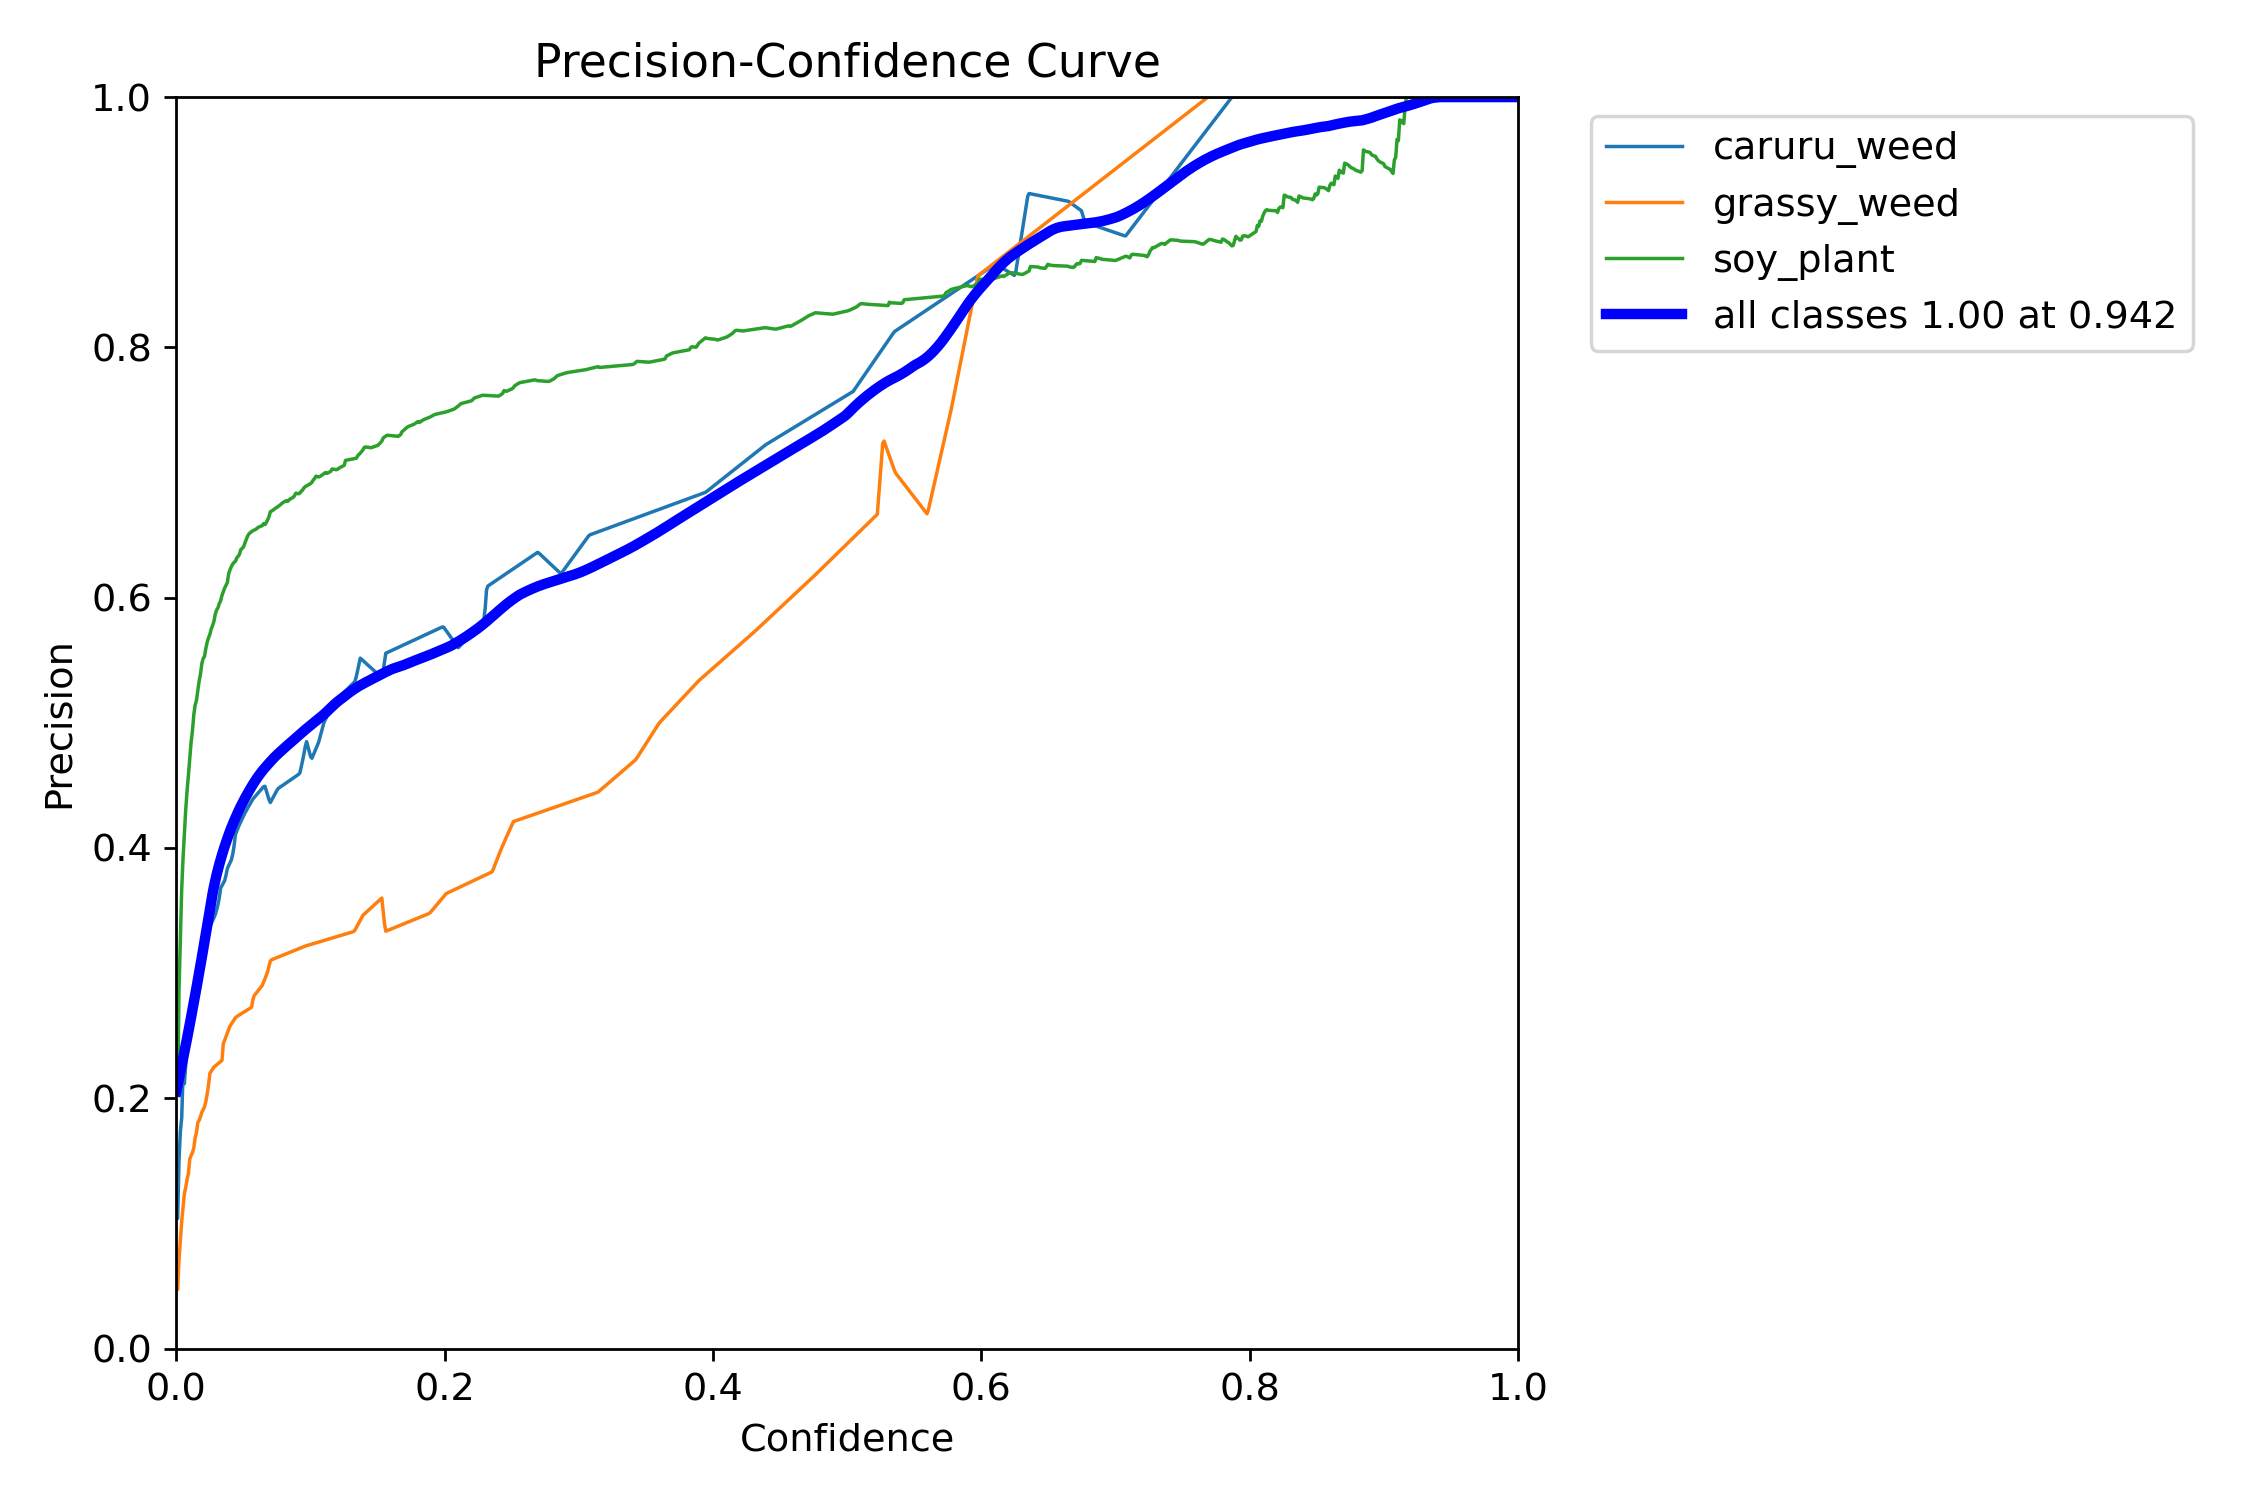 Precision-Confidence Curve
1.0
0.8
0.6
0.4
0.2
0.0
Precision
0.0 0.2 0.4 0.6 0.8 1.0
Confidence
caruru_weed
grassy_weed
soy_plant
all classes 1.00 at 0.942